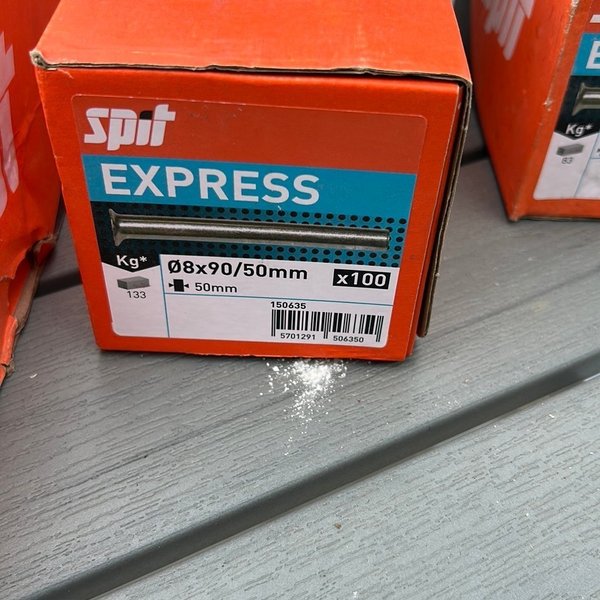 Spit
EXPRESS
Kg*
133
Ø8x90/50mm
50mm
x100
150635
5701291 506350
Kg*
83